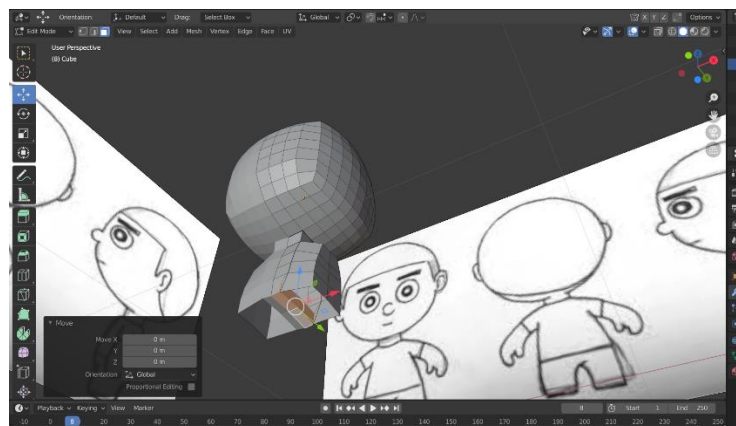 Orientation Default Drag: Select Box Global X Y Z Options
Edit Mode View Select Add Mesh Vertex Edge Face UV
User Perspective
(8) Cube
Move
Move X 0 m
Y 0 m
Z 0 m
Orientation Global
Proportional Editing
Playback Keying View Marker 8 Start 1 End 250
-10 0 8 20 30 40 50 60 70 80 90 100 110 120 130 140 150 160 170 180 190 200 210 220 230 240 250